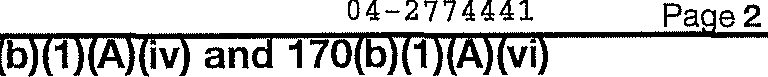 04-2774441 Page 2
(b)(1)(A)(iv) and 170(b)(1)(A)(vi)